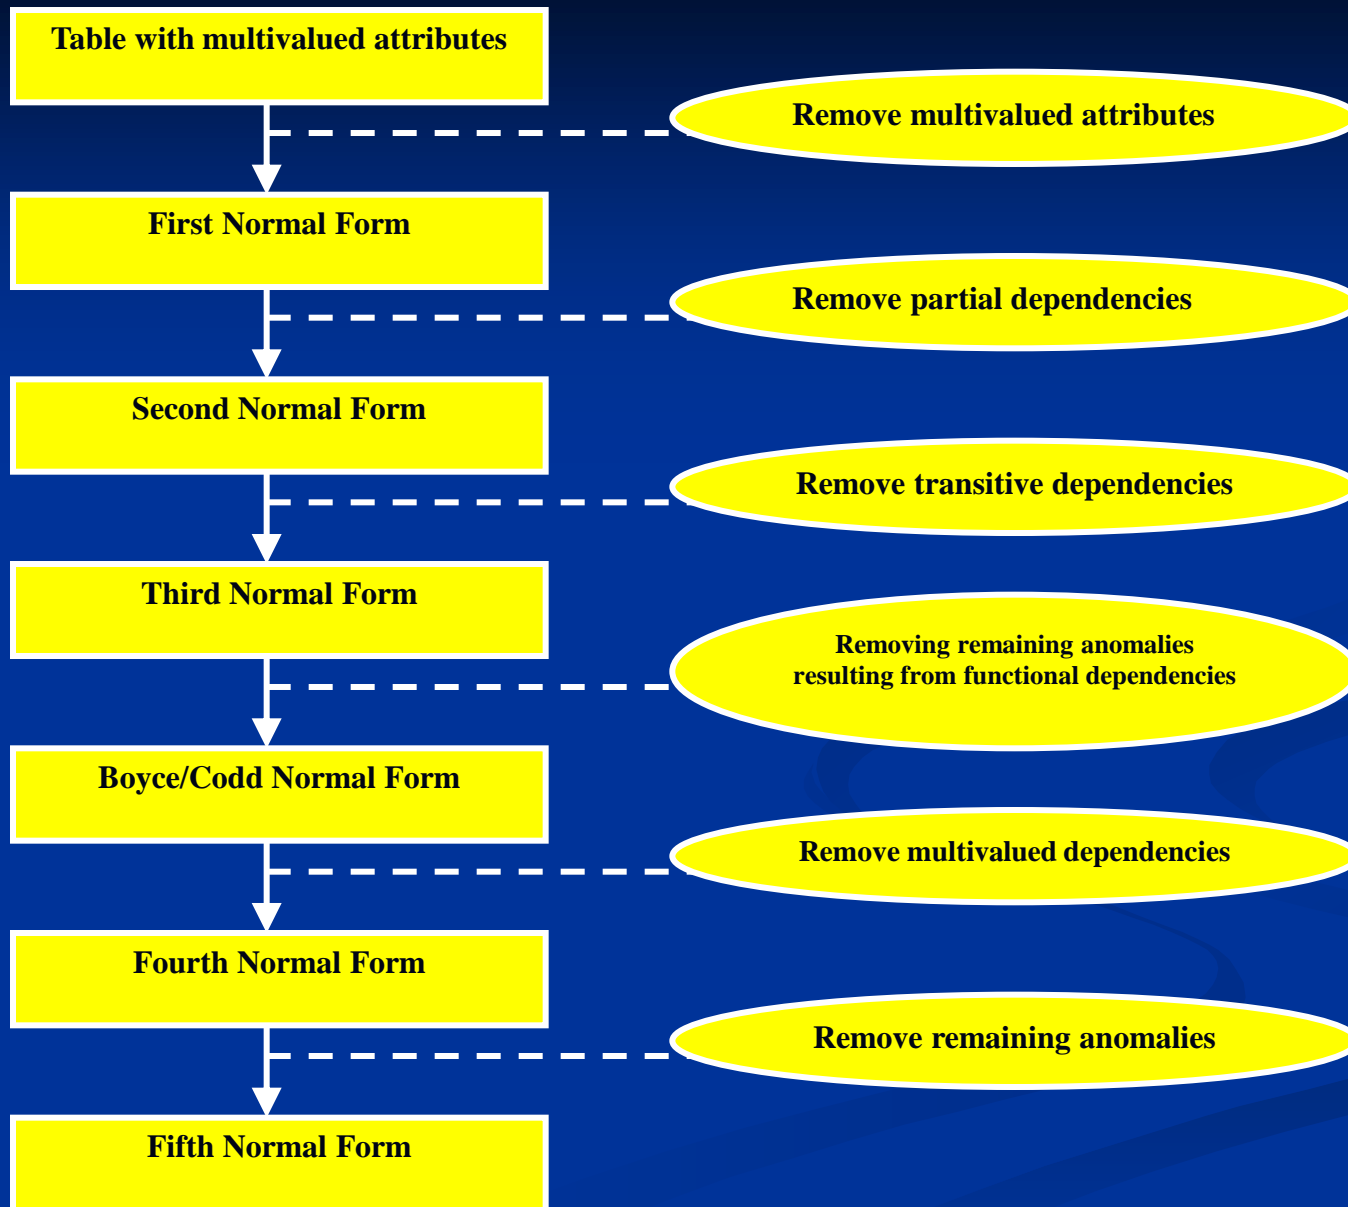 Table with multivalued attributes
Remove multivalued attributes
First Normal Form
Remove partial dependencies
Second Normal Form
Remove transitive dependencies
Third Normal Form
Removing remaining anomalies
resulting from functional dependencies
Boyce/Codd Normal Form
Remove multivalued dependencies
Fourth Normal Form
Remove remaining anomalies
Fifth Normal Form